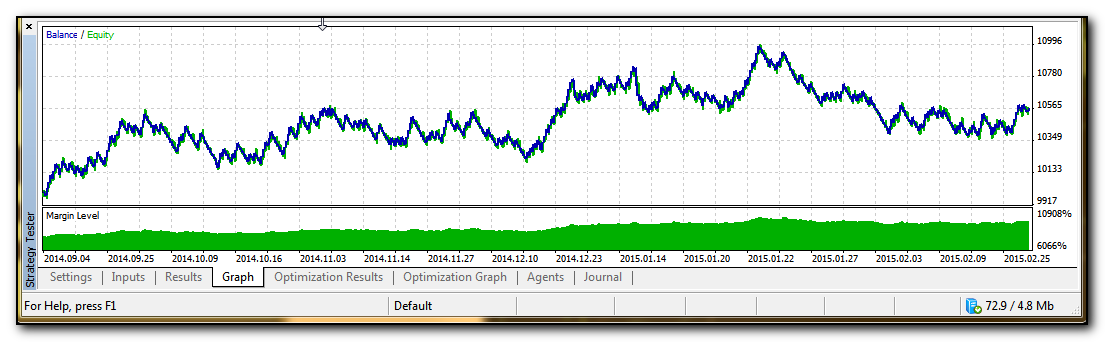 Balance / Equity
10996
10780
10565
10349
10133
9917
Margin Level
10908%
6066%
2014.09.04 2014.09.25 2014.10.09 2014.10.16 2014.11.03 2014.11.14 2014.11.27 2014.12.10 2014.12.23 2015.01.14 2015.01.20 2015.01.22 2015.01.27 2015.02.03 2015.02.09 2015.02.25
Strategy Tester
Settings Inputs Results Graph Optimization Results Optimization Graph Agents Journal
For Help, press F1 Default 72.9 / 4.8 Mb